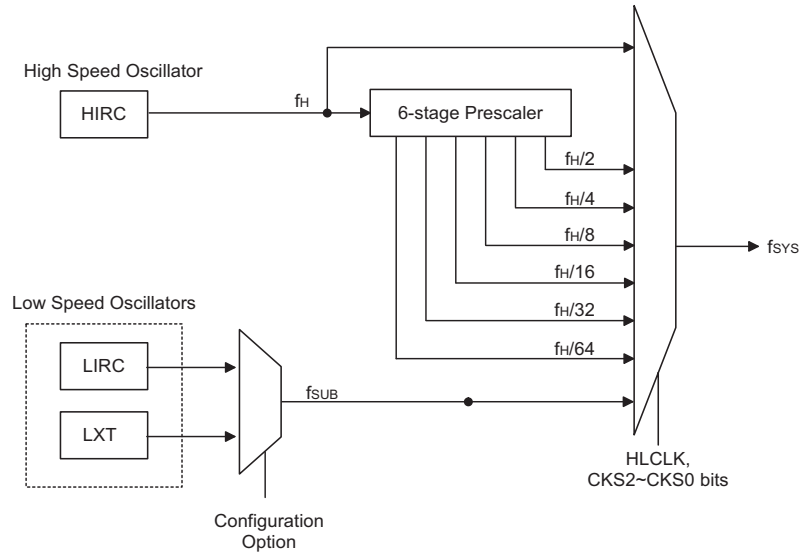 High Speed Oscillator
HIRC
fH
6-stage Prescaler
fH/2
fH/4
fH/8
fH/16
fH/32
fH/64
fSYS
Low Speed Oscillators
LIRC
LXT
fSUB
HLCLK,
CKS2~CKS0 bits
Configuration
Option